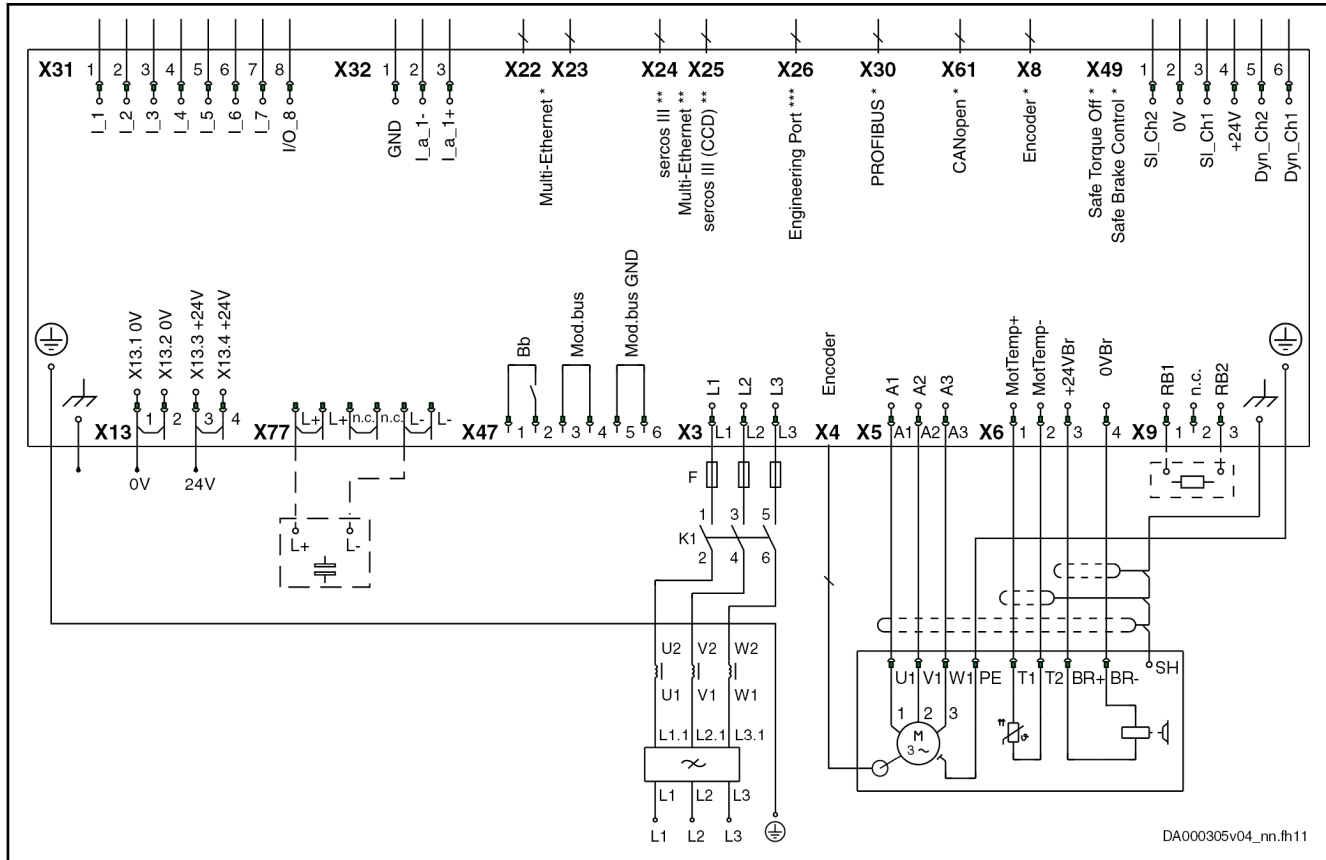 X31 1 2 3 4 5 6 7 8
I_1
I_2
I_3
I_4
I_5
I_6
I_7
I/O_8
X32 1 2 3
GND
I_a_1-
I_a_1+
X22 X23
Multi-Ethernet *
X24 X25
sercos III **
Multi-Ethernet **
sercos III (CCD) **
X26
Engineering Port ***
X30
PROFIBUS *
X61
CANopen *
X8
Encoder *
X49 1 2 3 4 5 6
Safe Torque Off *
Safe Brake Control *
SI_Ch2
0V
SI_Ch1
+24V
Dyn_Ch2
Dyn_Ch1
X13.1 0V
X13.2 0V
X13.3 +24V
X13.4 +24V
X13 1 2 3 4
0V 24V
X77 L+ L+ n.c. n.c. L- L-
L+ L-
Bb
Mod.bus
Mod.bus GND
X47 1 2 3 4 5 6
L1
L2
L3
X3 L1 L2 L3
F
1 3 5
K1
2 4 6
U2 V2 W2
U1 V1 W1
L1.1 L2.1 L3.1
L1 L2 L3
L1 L2 L3
Encoder
X4
A1
A2
A3
X5 A1 A2 A3
MotTemp+
MotTemp-
+24VBr
0VBr
X6 1 2 3 4
RB1
n.c.
RB2
X9 1 2 3
SH
U1 V1 W1 PE T1 T2 BR+ BR-
1 2 3
M
3 ~
ϑ
DA000305v04_nn.fh11